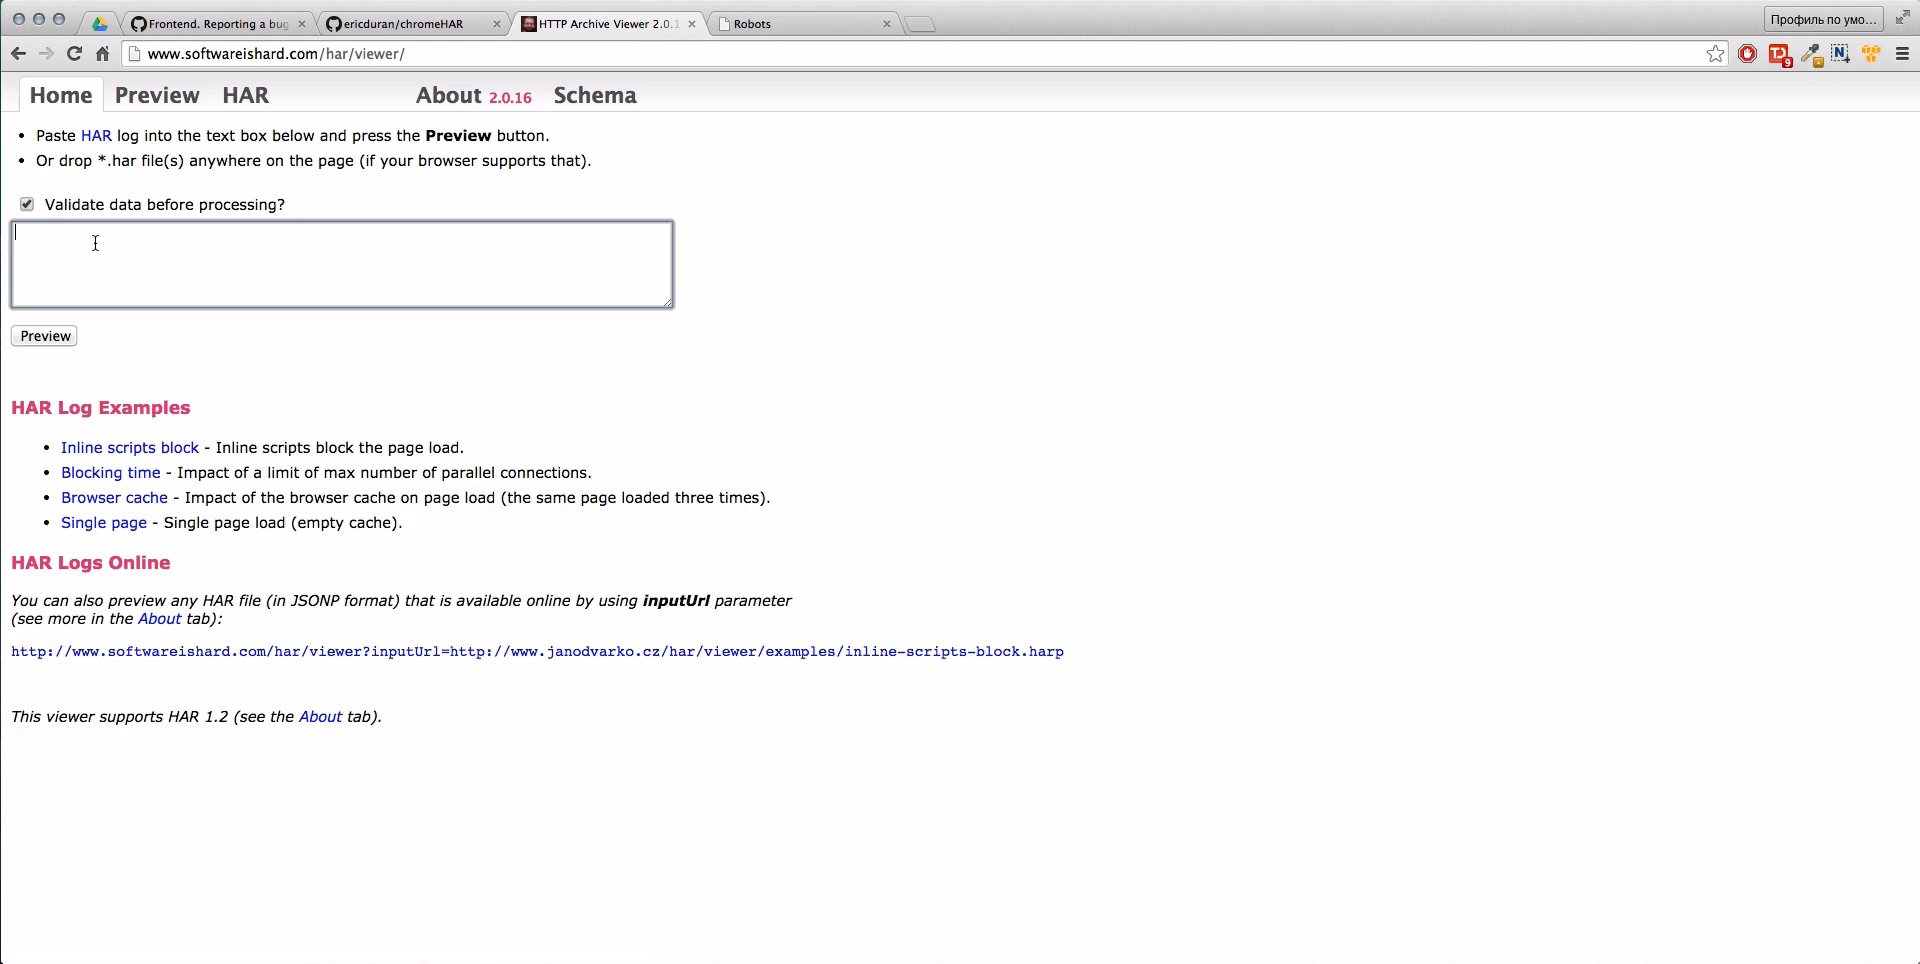 Frontend. Reporting a bug
ericduran/chromeHAR
HTTP Archive Viewer 2.0.1
Robots
Профиль по умо...
www.softwareishard.com/har/viewer/
TD 9
N
Home Preview HAR About 2.0.16 Schema
• Paste HAR log into the text box below and press the Preview button.
• Or drop *.har file(s) anywhere on the page (if your browser supports that).
Validate data before processing?
Preview
HAR Log Examples
• Inline scripts block - Inline scripts block the page load.
• Blocking time - Impact of a limit of max number of parallel connections.
• Browser cache - Impact of the browser cache on page load (the same page loaded three times).
• Single page - Single page load (empty cache).
HAR Logs Online
You can also preview any HAR file (in JSONP format) that is available online by using inputUrl parameter
(see more in the About tab):
http://www.softwareishard.com/har/viewer?inputUrl=http://www.janodvarko.cz/har/viewer/examples/inline-scripts-block.harp
This viewer supports HAR 1.2 (see the About tab).